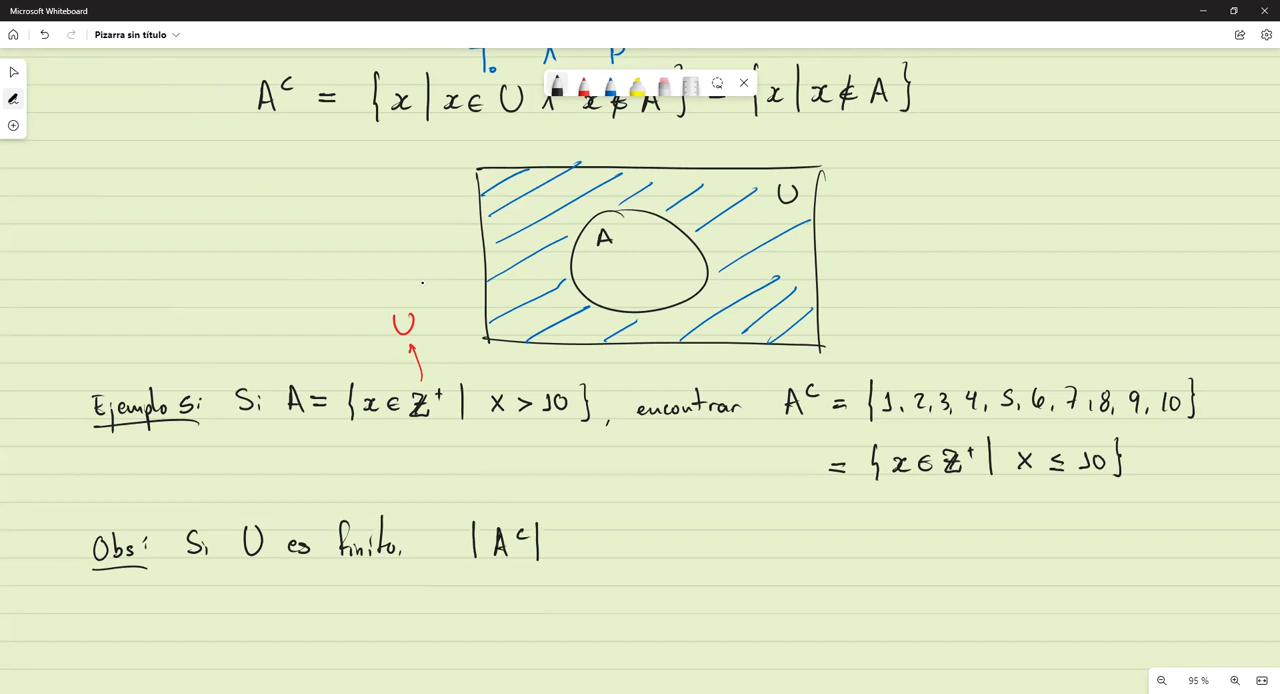 Microsoft Whiteboard
Pizarra sin título
A^c = {x | x ∈ U ∧ x ∉ A} = {x | x ∉ A}
U
A
U
Ejemplo 5: Si A = {x ∈ Z⁺ | x > 10}, encontrar A^c = {1, 2, 3, 4, 5, 6, 7, 8, 9, 10}
= {x ∈ Z⁺ | x ≤ 10}
Obs: Si U es finito. |A^c|
95 %